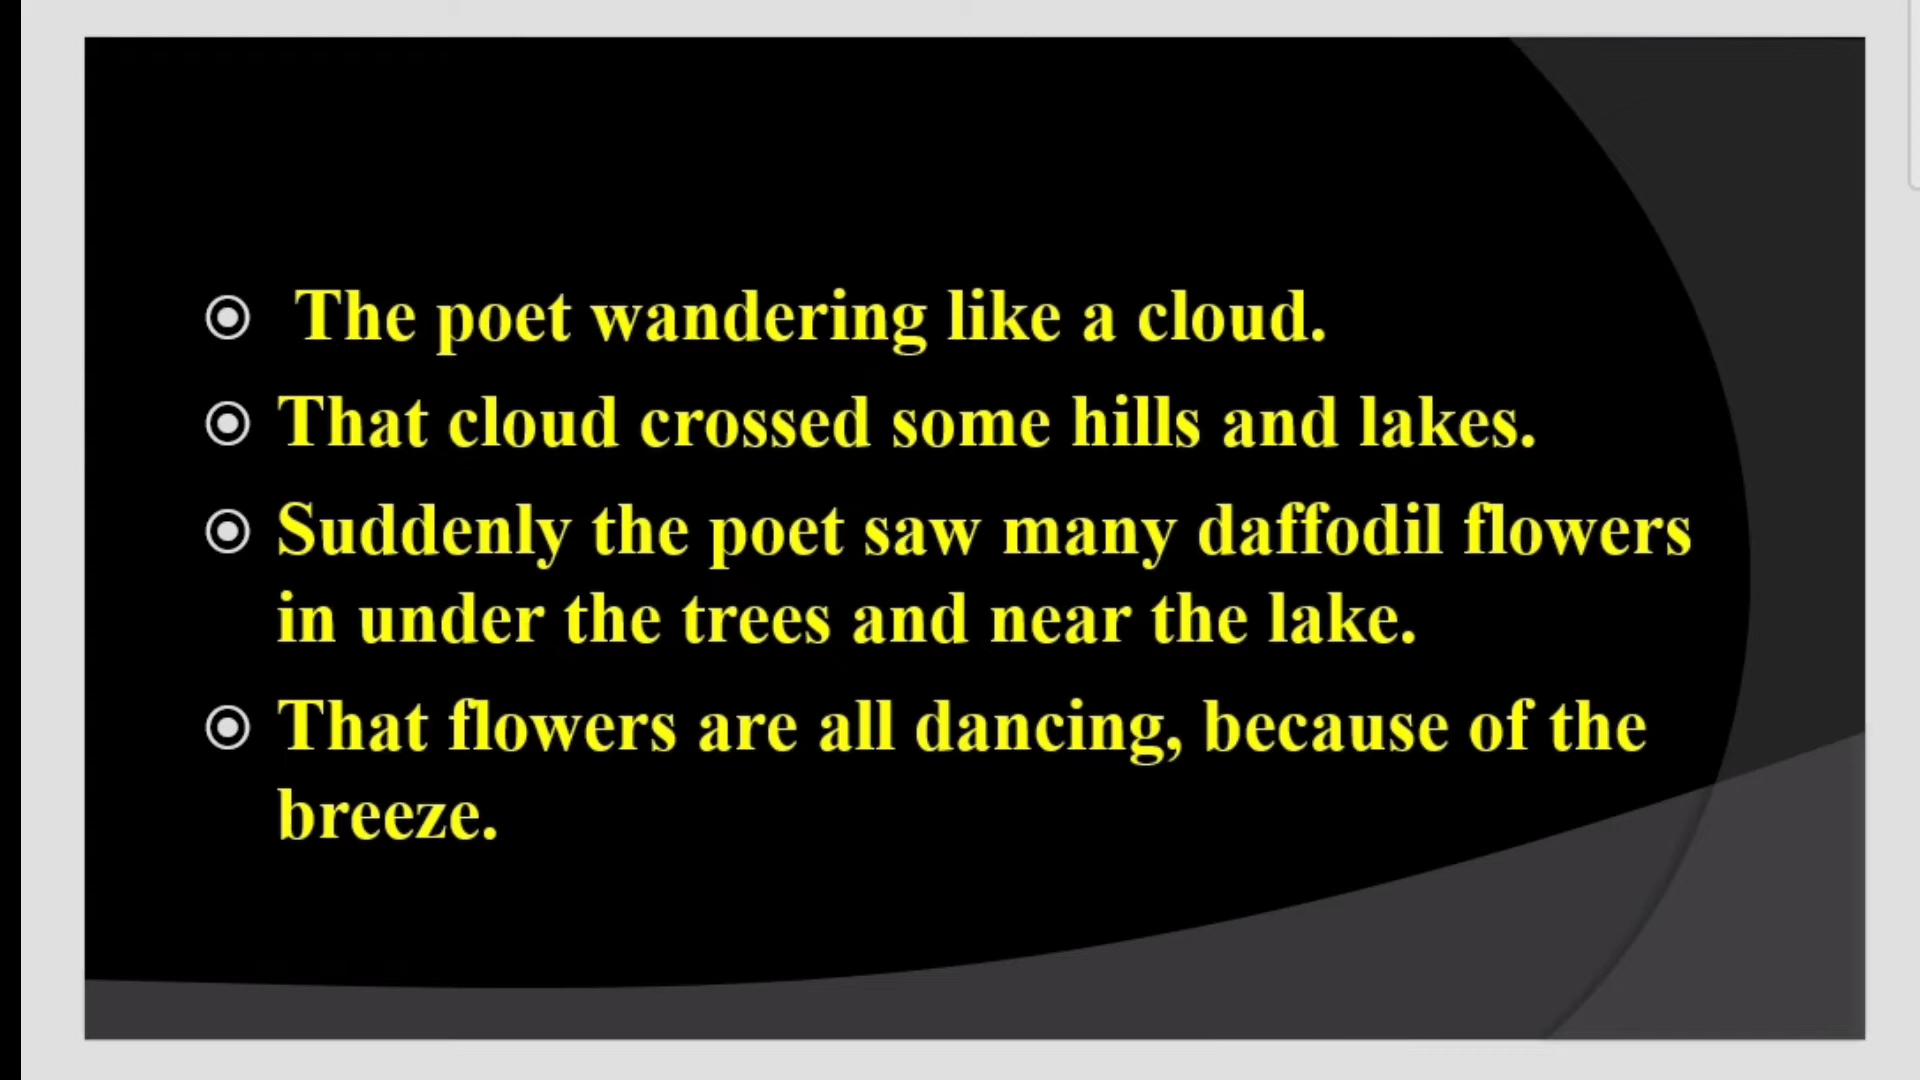 The poet wandering like a cloud.
That cloud crossed some hills and lakes.
Suddenly the poet saw many daffodil flowers
in under the trees and near the lake.
That flowers are all dancing, because of the
breeze.